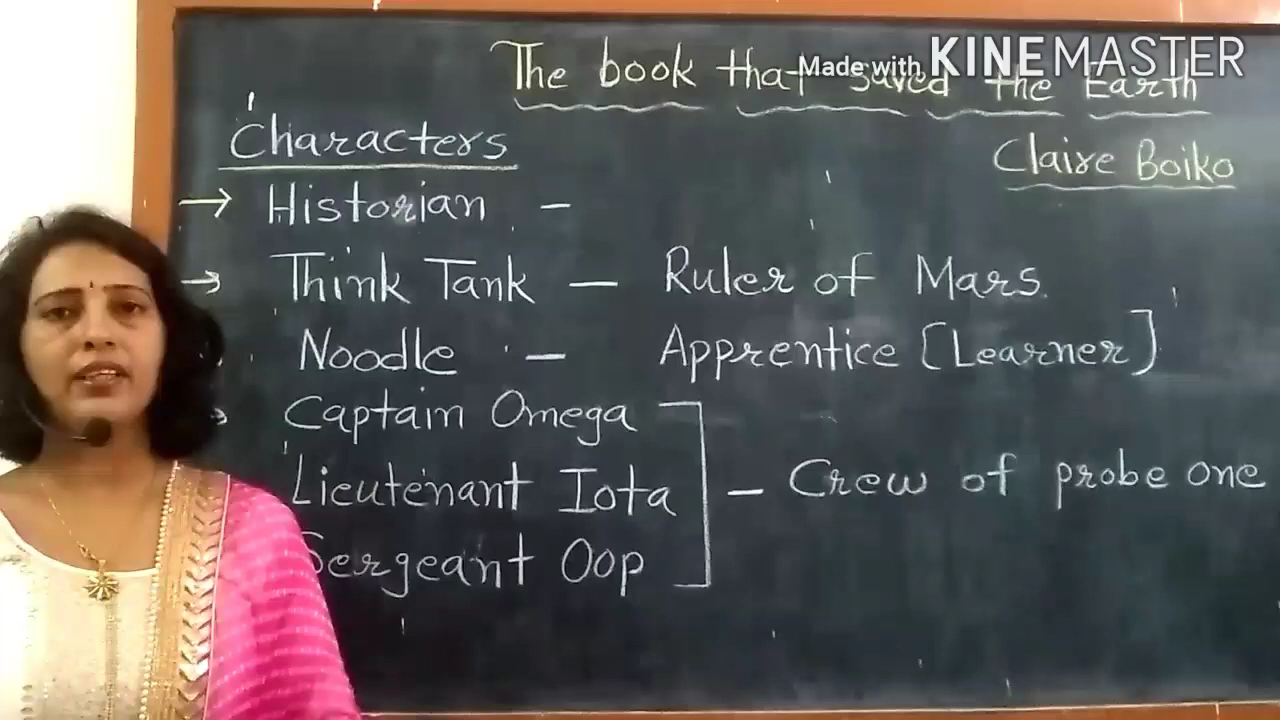 The book that saved the Earth
Made with KINEMASTER
Claire Boiko
Characters
→ Historian -
→ Think Tank - Ruler of Mars
Noodle - Apprentice [Learner]
Captain Omega
Lieutenant Iota - Crew of probe one
Sergeant Oop